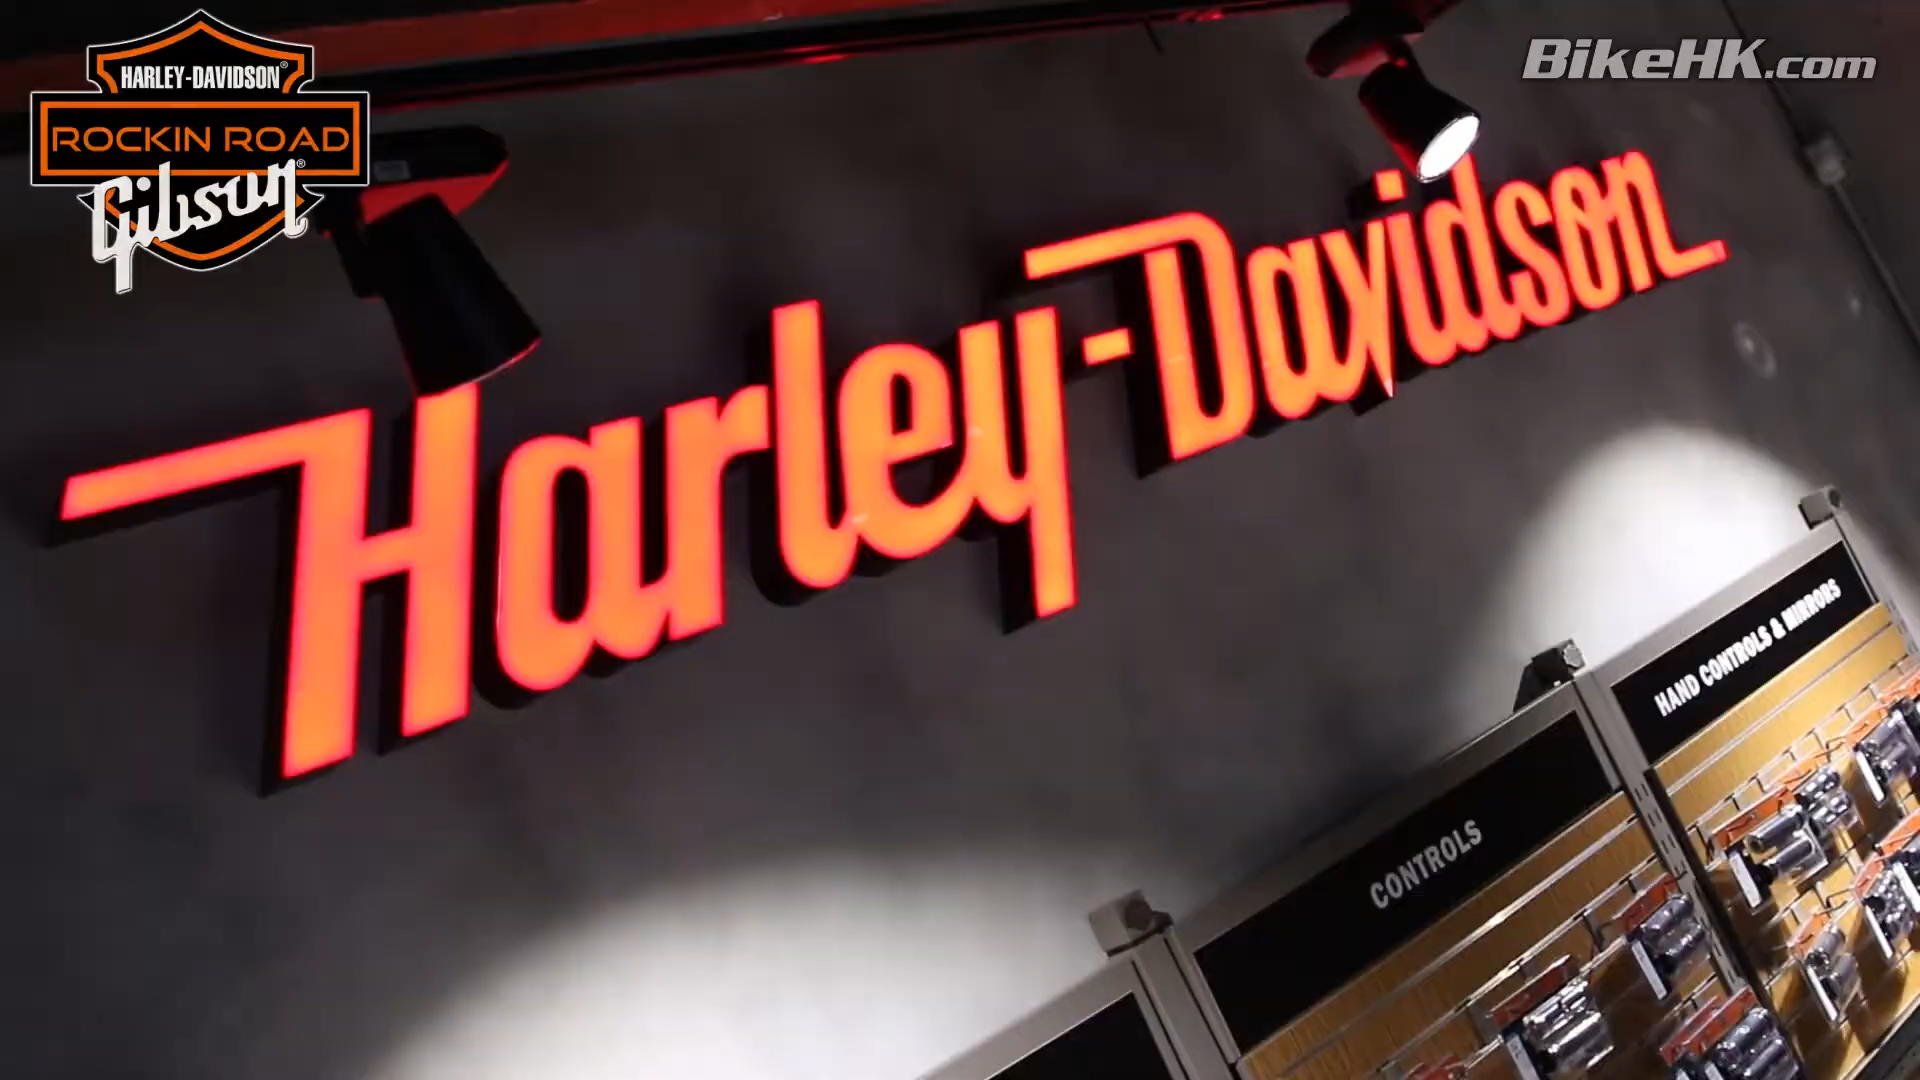 HARLEY-DAVIDSON®
ROCKIN ROAD
Gibson®
BikeHK.com
Harley-Davidson
HAND CONTROLS & MIRRORS
CONTROLS